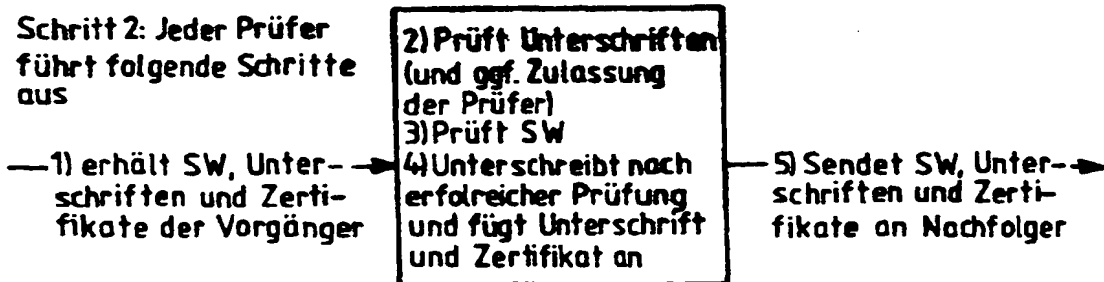 Schritt 2: Jeder Prüfer
führt folgende Schritte
aus
1) erhält SW, Unter-
schriften und Zerti-
fikate der Vorgänger
2) Prüft Unterschriften
(und ggf. Zulassung
der Prüfer)
3) Prüft SW
4) Unterschreibt nach
erfolreicher Prüfung
und fügt Unterschrift
und Zertifikat an
5) Sendet SW, Unter-
schriften und Zerti-
fikate an Nachfolger